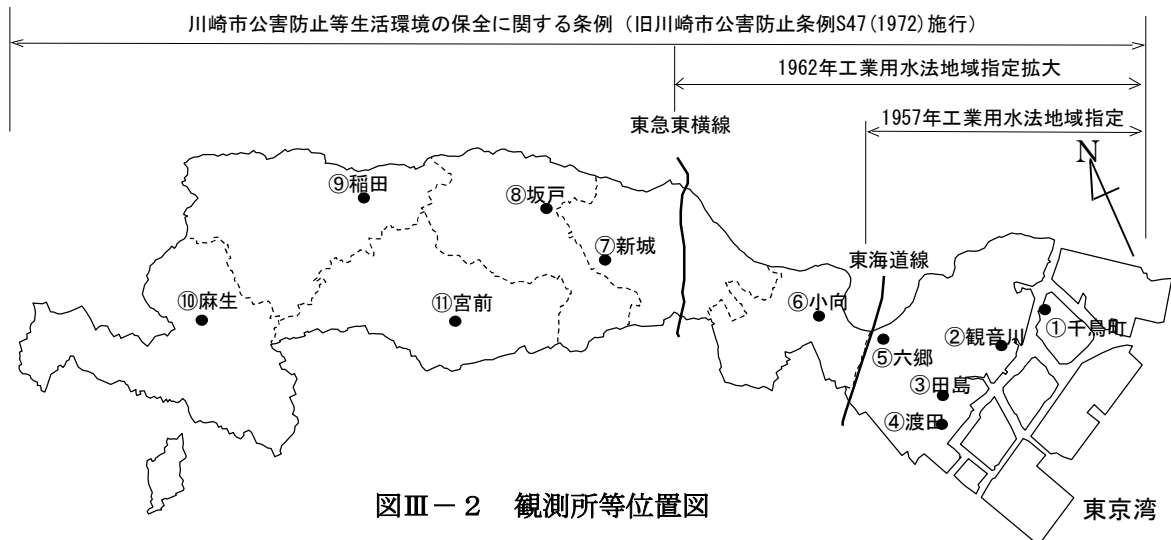 川崎市公害防止等生活環境の保全に関する条例（旧川崎市公害防止条例S47(1972)施行）
1962年工業用水法地域指定拡大
1957年工業用水法地域指定
東急東横線
N
⑨稲田
⑧坂戸
⑦新城
東海道線
⑩麻生
⑪宮前
⑥小向
①千鳥町
②観音川
⑤六郷
③田島
④渡田
図Ⅲ－２　観測所等位置図
東京湾